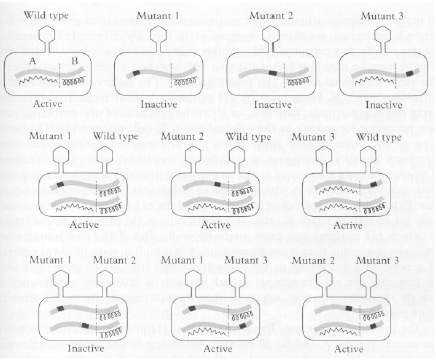 Wild type Mutant 1 Mutant 2 Mutant 3
A B
Active Inactive Inactive Inactive
Mutant 1 Wild type Mutant 2 Wild type Mutant 3 Wild type
Active Active Active
Mutant 1 Mutant 2 Mutant 1 Mutant 3 Mutant 2 Mutant 3
Inactive Active Active